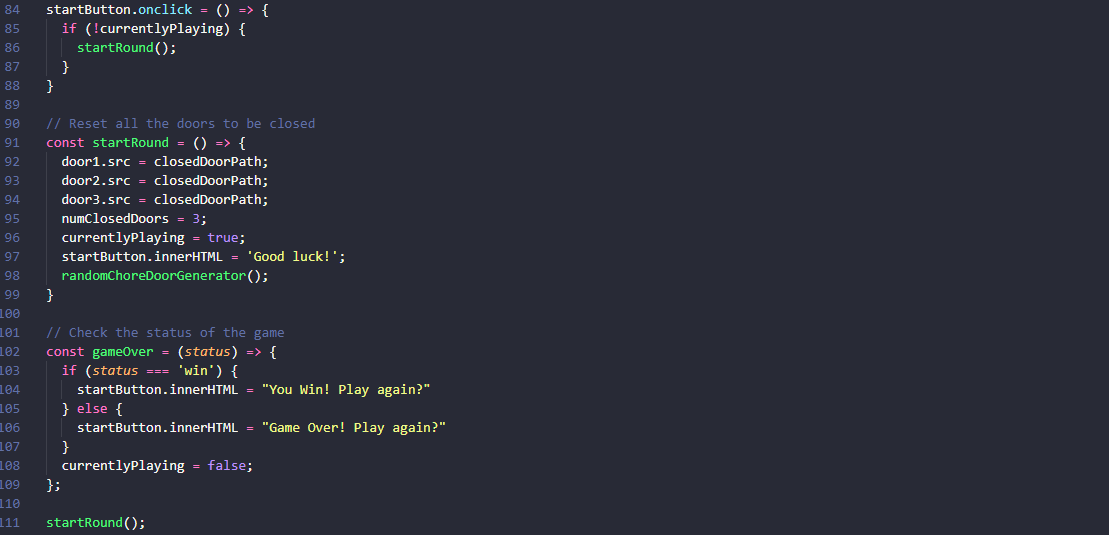 84 startButton.onclick = () => {
85 if (!currentlyPlaying) {
86 startRound();
87 }
88 }
89
90 // Reset all the doors to be closed
91 const startRound = () => {
92 door1.src = closedDoorPath;
93 door2.src = closedDoorPath;
94 door3.src = closedDoorPath;
95 numClosedDoors = 3;
96 currentlyPlaying = true;
97 startButton.innerHTML = 'Good luck!';
98 randomChoreDoorGenerator();
99 }
100
101 // Check the status of the game
102 const gameOver = (status) => {
103 if (status === 'win') {
104 startButton.innerHTML = "You Win! Play again?"
105 } else {
106 startButton.innerHTML = "Game Over! Play again?"
107 }
108 currentlyPlaying = false;
109 };
110
111 startRound();